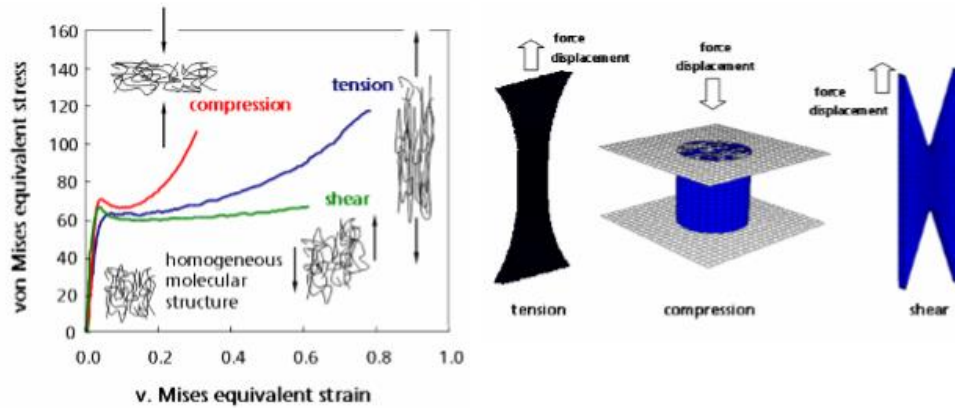 160
140
120
100
80
60
40
20
0
von Mises equivalent stress
compression
tension
shear
homogeneous
molecular
structure
0.0
0.2
0.4
0.6
0.8
1.0
v. Mises equivalent strain
force
displacement
tension
force
displacement
compression
force
displacement
shear